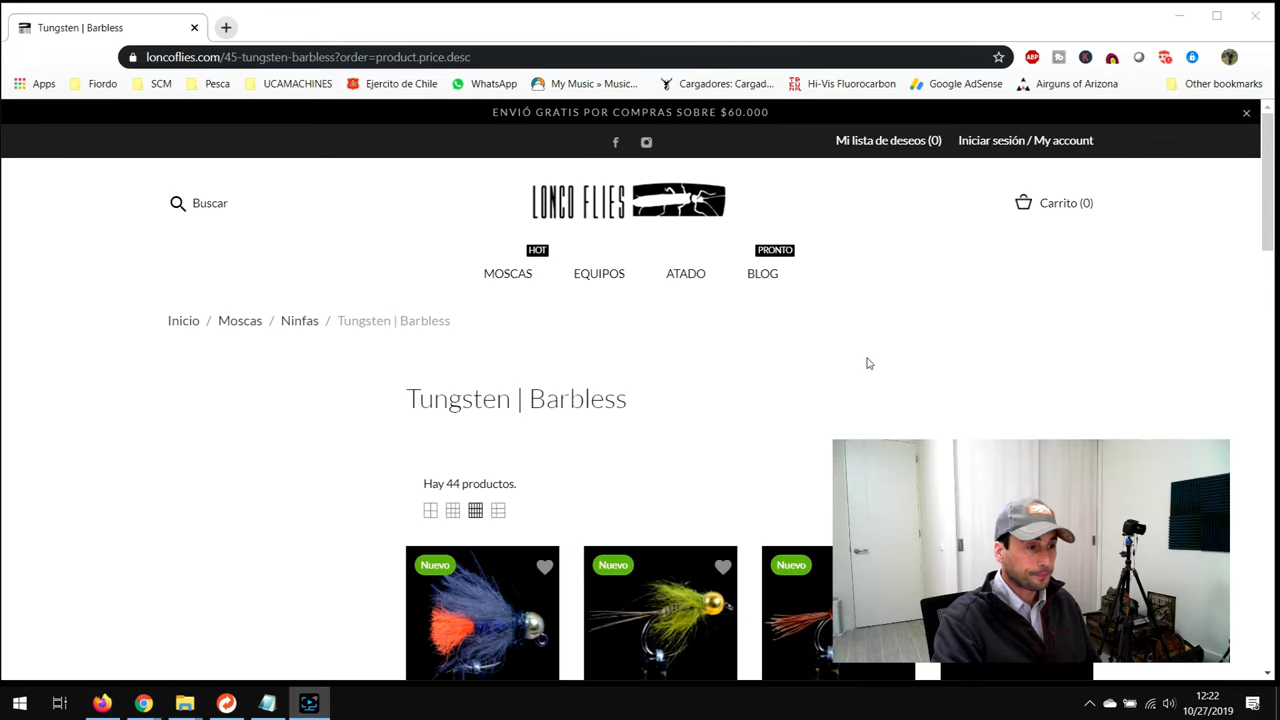 Tungsten | Barbless
loncoflies.com/45-tungsten-barbless?order=product.price.desc
Apps Fiordo SCM Pesca UCAMACHINES Ejercito de Chile WhatsApp My Music » Music... Cargadores: Cargad... Hi-Vis Fluorocarbon Google AdSense Airguns of Arizona Other bookmarks
ENVIÓ GRATIS POR COMPRAS SOBRE $60.000
Mi lista de deseos (0) Iniciar sesión / My account
Buscar LONCO FLIES Carrito (0)
HOT PRONTO
MOSCAS EQUIPOS ATADO BLOG
Inicio / Moscas / Ninfas / Tungsten | Barbless
Tungsten | Barbless
Hay 44 productos.
Nuevo Nuevo Nuevo
12:22
10/27/2019